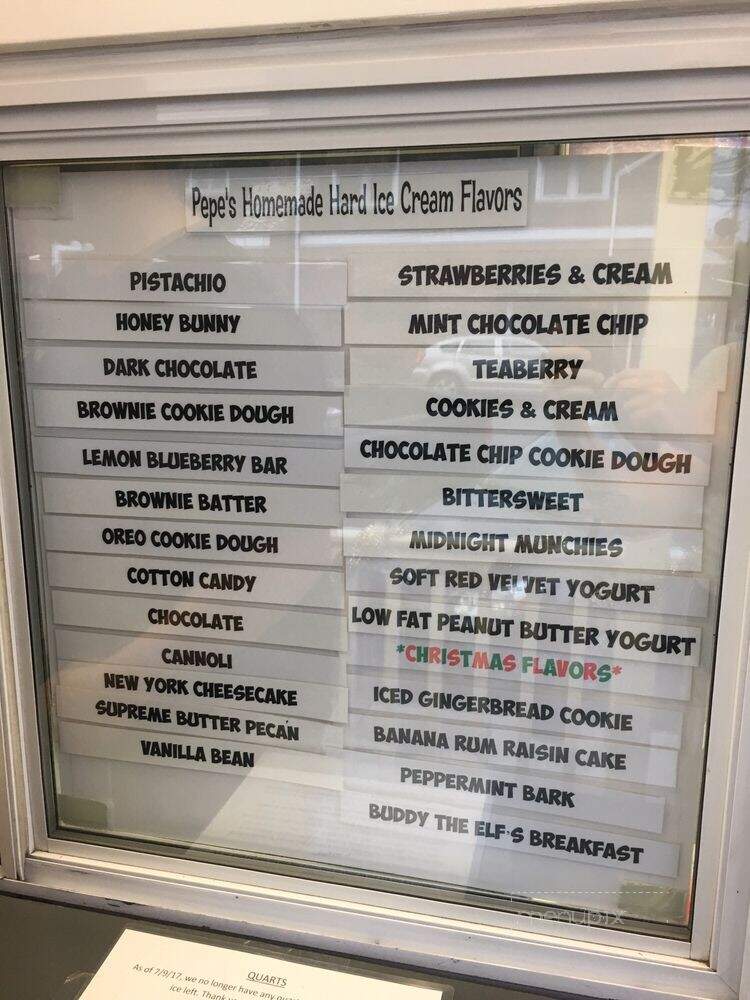 Pepe's Homemade Hard Ice Cream Flavors
PISTACHIO
HONEY BUNNY
DARK CHOCOLATE
BROWNIE COOKIE DOUGH
LEMON BLUEBERRY BAR
BROWNIE BATTER
OREO COOKIE DOUGH
COTTON CANDY
CHOCOLATE
CANNOLI
NEW YORK CHEESECAKE
SUPREME BUTTER PECAN
VANILLA BEAN
STRAWBERRIES & CREAM
MINT CHOCOLATE CHIP
TEABERRY
COOKIES & CREAM
CHOCOLATE CHIP COOKIE DOUGH
BITTERSWEET
MIDNIGHT MUNCHIES
SOFT RED VELVET YOGURT
LOW FAT PEANUT BUTTER YOGURT
*CHRISTMAS FLAVORS*
ICED GINGERBREAD COOKIE
BANANA RUM RAISIN CAKE
PEPPERMINT BARK
BUDDY THE ELF'S BREAKFAST
menupix
QUARTS
As of 7/9/17, we no longer have any
ice left. Thank